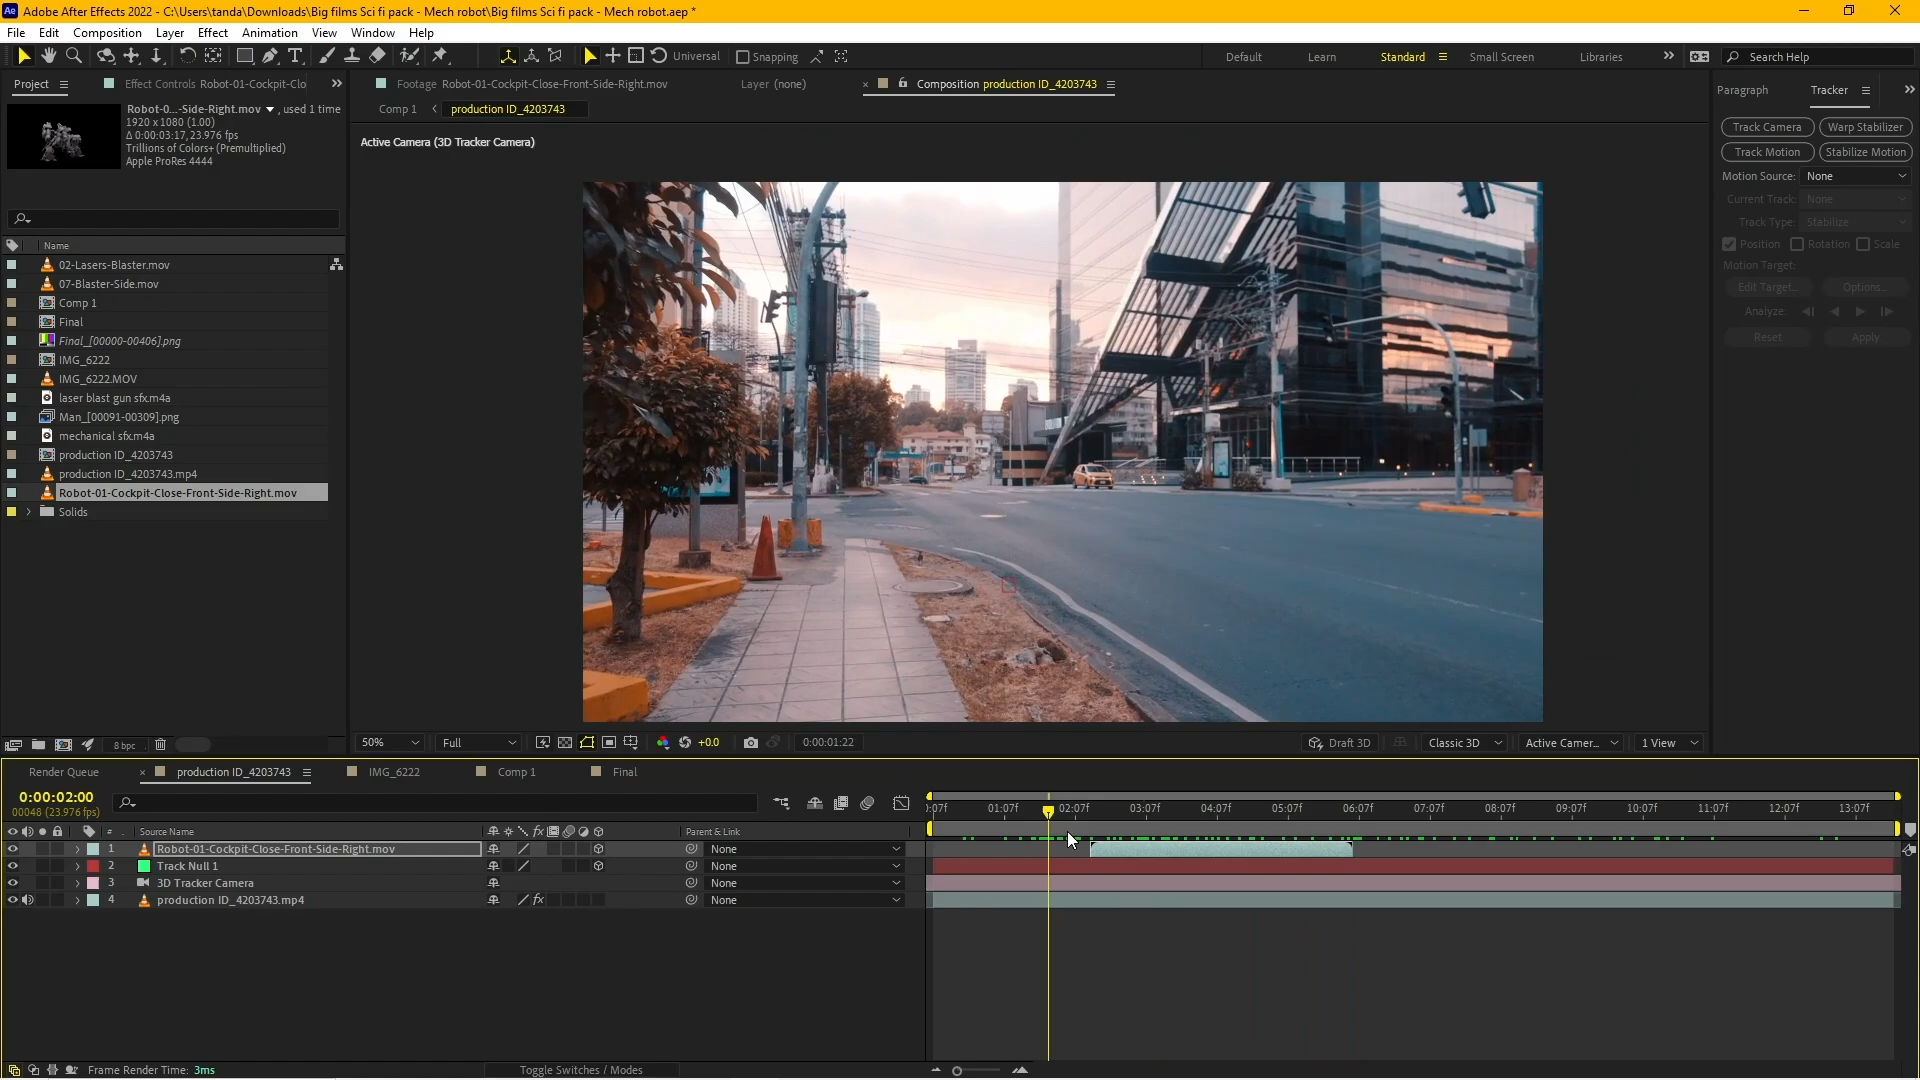 Ae Adobe After Effects 2022 - C:\Users\tanda\Downloads\Big films Sci fi pack - Mech robot\Big films Sci fi pack - Mech robot.aep *
File Edit Composition Layer Effect Animation View Window Help
Universal Snapping Default Learn Standard Small Screen Libraries Search Help
Project Effect Controls Robot-01-Cockpit-Clo Footage Robot-01-Cockpit-Close-Front-Side-Right.mov Layer (none) Composition production ID_4203743 Paragraph Tracker
Robot-0...-Side-Right.mov , used 1 time
1920 x 1080 (1.00)
Δ 0:00:03:17, 23.976 fps
Trillions of Colors+ (Premultiplied)
Apple ProRes 4444
Comp 1 production ID_4203743
Active Camera (3D Tracker Camera)
Track Camera Warp Stabilizer
Track Motion Stabilize Motion
Motion Source: None
Current Track: None
Track Type: Stabilize
Position Rotation Scale
Motion Target:
Edit Target... Options...
Analyze:
Reset Apply
Name
02-Lasers-Blaster.mov
07-Blaster-Side.mov
Comp 1
Final
Final_[00000-00406].png
IMG_6222
IMG_6222.MOV
laser blast gun sfx.m4a
Man_[00091-00309].png
mechanical sfx.m4a
production ID_4203743
production ID_4203743.mp4
Robot-01-Cockpit-Close-Front-Side-Right.mov
Solids
8 bpc
50% Full +0.0 0:00:01:22 Draft 3D Classic 3D Active Camer... 1 View
Render Queue production ID_4203743 IMG_6222 Comp 1 Final
0:00:02:00
00048 (23.976 fps)
):07f 01:07f 02:07f 03:07f 04:07f 05:07f 06:07f 07:07f 08:07f 09:07f 10:07f 11:07f 12:07f 13:07f
# Source Name fx Parent & Link
1 Robot-01-Cockpit-Close-Front-Side-Right.mov None
2 Track Null 1 None
3 3D Tracker Camera None
4 production ID_4203743.mp4 fx None
Frame Render Time: 3ms Toggle Switches / Modes